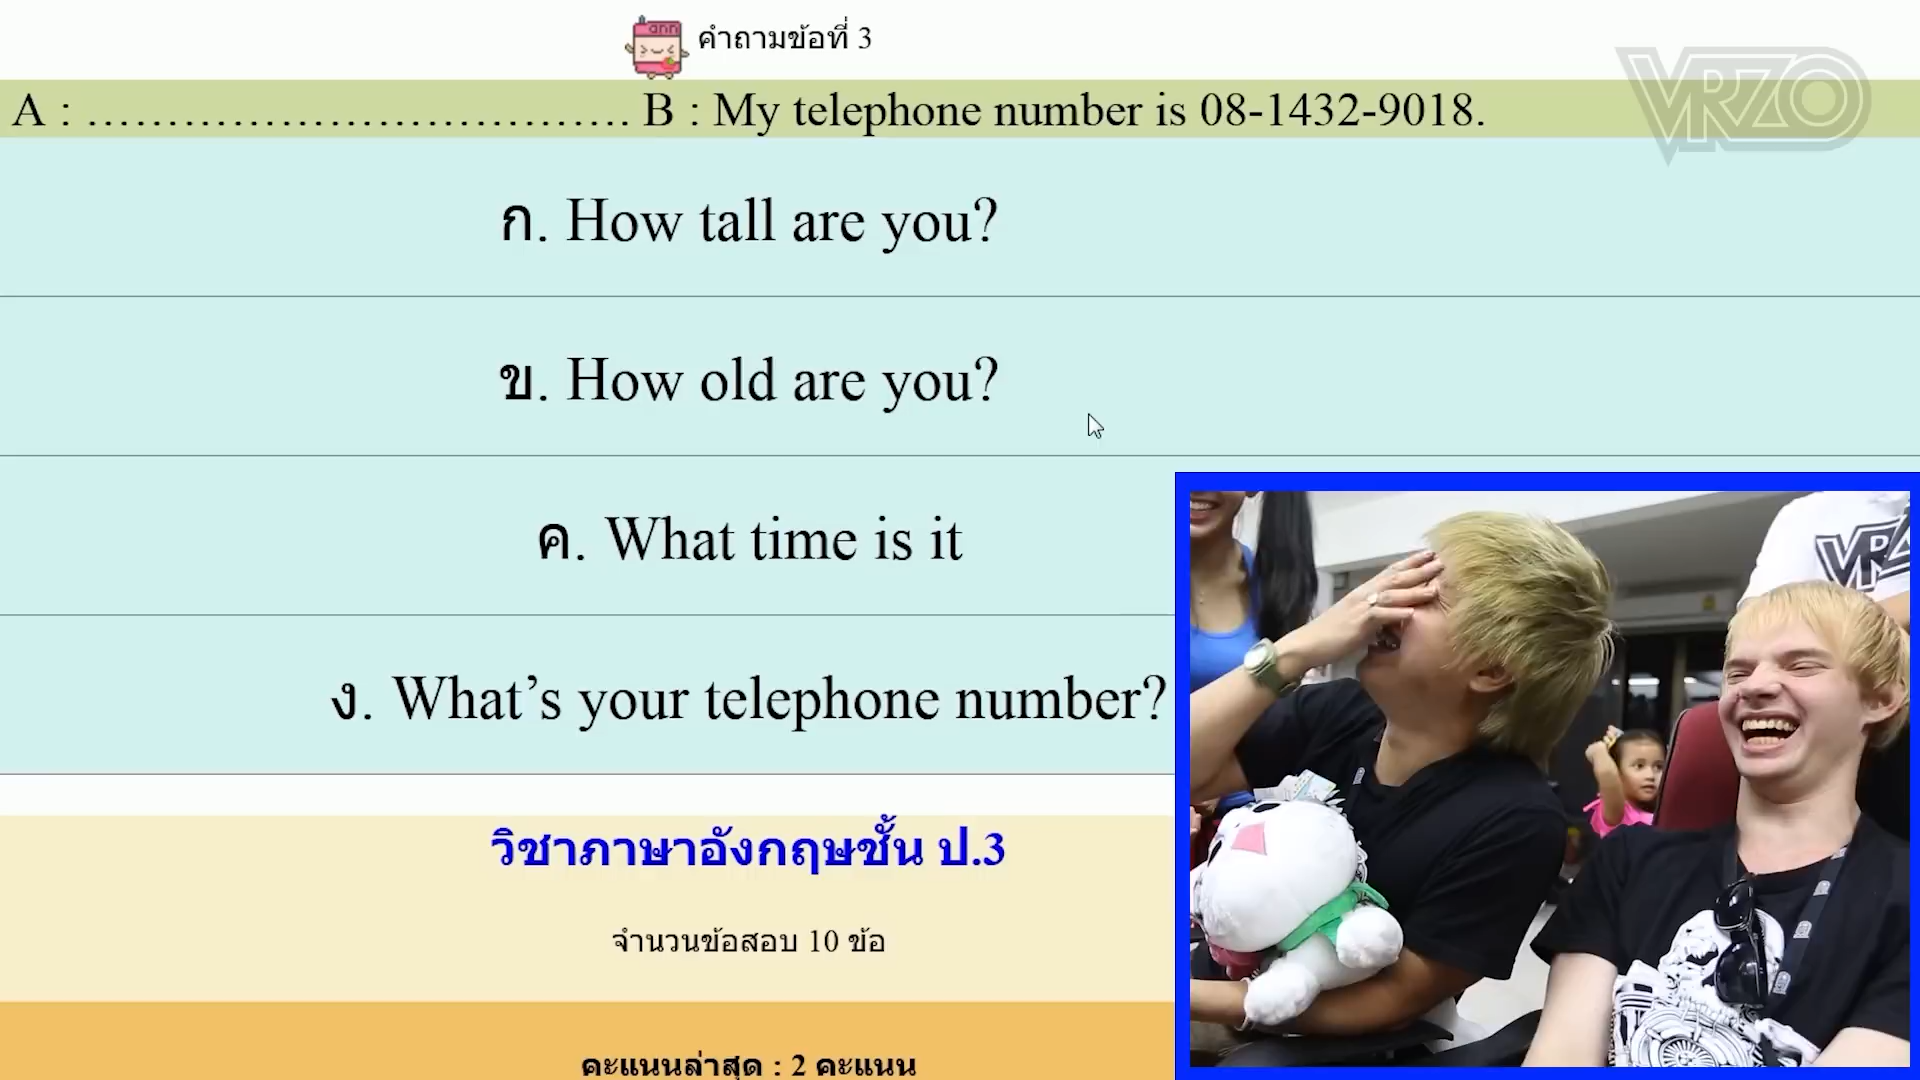 ann
คำถามข้อที่ 3
VRZO
A : ……………………………. B : My telephone number is 08-1432-9018.
ก. How tall are you?
ข. How old are you?
ค. What time is it
ง. What’s your telephone number?
วิชาภาษาอังกฤษชั้น ป.3
จำนวนข้อสอบ 10 ข้อ
คะแนนล่าสุด : 2 คะแนน